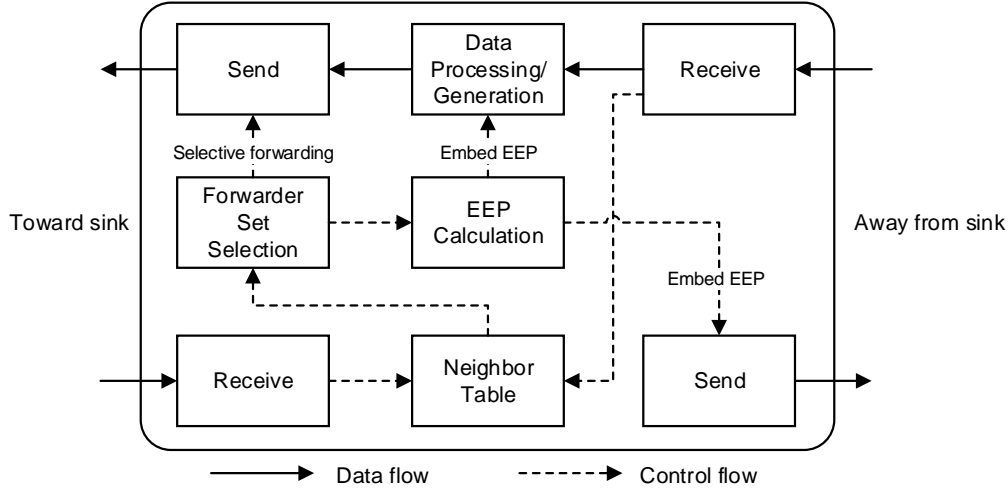 Send
Data
Processing/
Generation
Receive
Selective forwarding
Embed EEP
Toward sink
Forwarder
Set
Selection
EEP
Calculation
Away from sink
Embed EEP
Receive
Neighbor
Table
Send
Data flow
Control flow